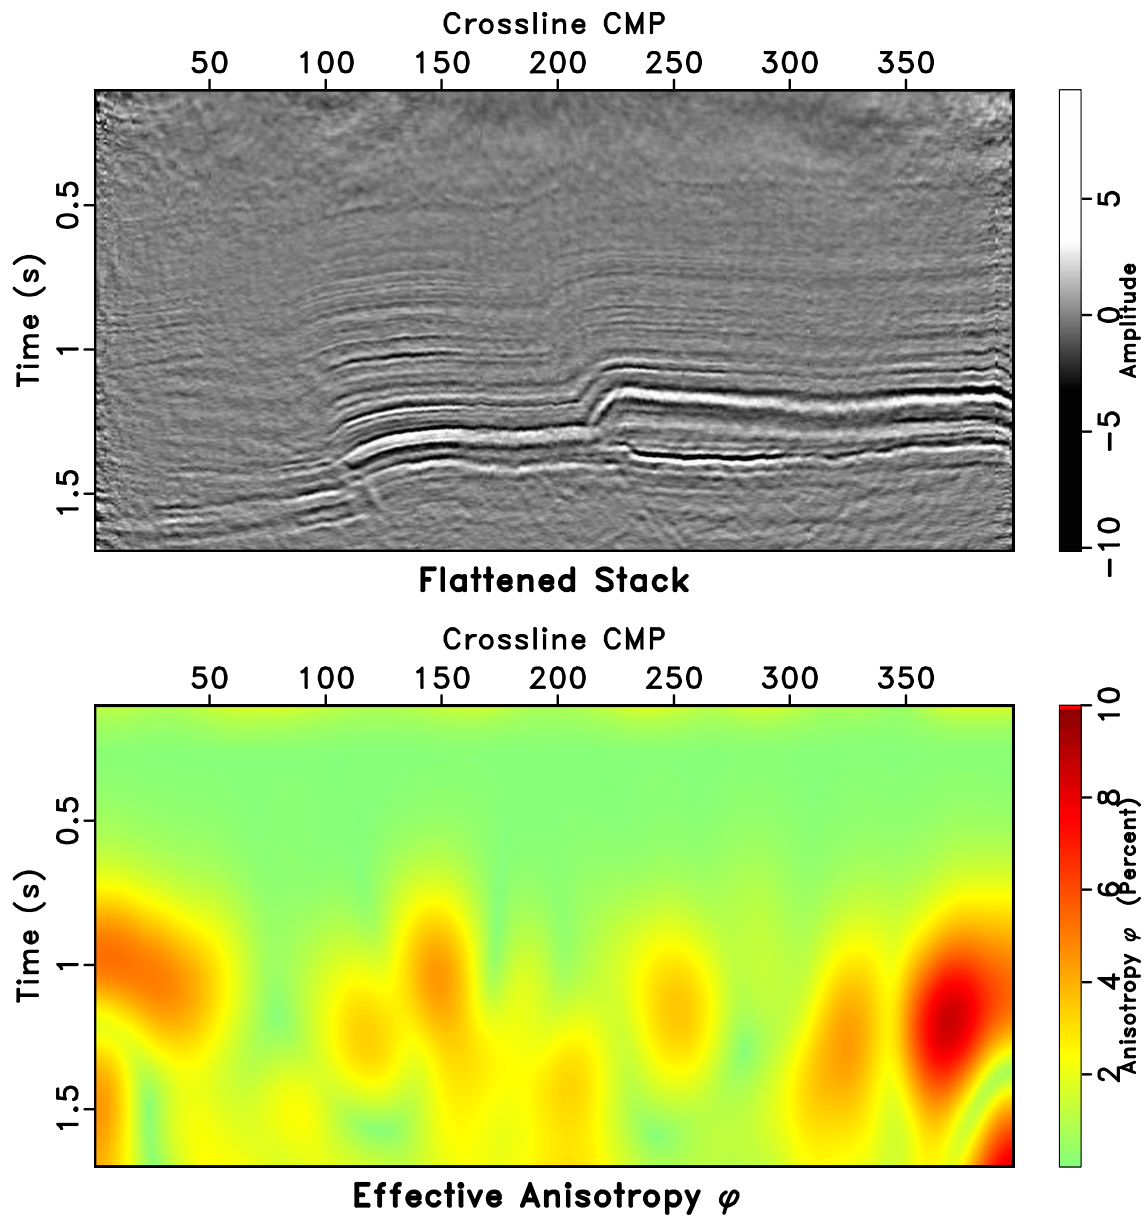 Crossline CMP
50 100 150 200 250 300 350
Time (s)
0.5
1
1.5
5
0
−5
−10
Amplitude
Flattened Stack
Crossline CMP
50 100 150 200 250 300 350
Time (s)
0.5
1
1.5
10
8
6
4
2
Anisotropy φ (Percent)
Effective Anisotropy φ